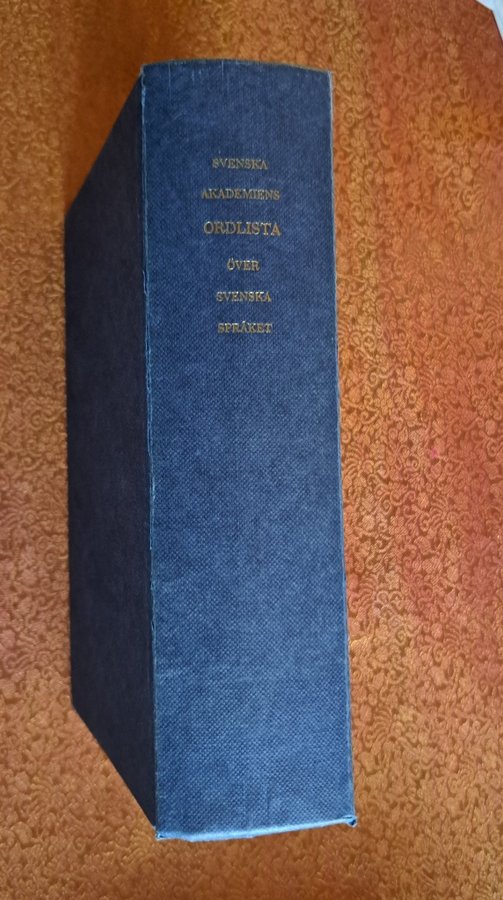 SVENSKA
AKADEMIENS
ORDLISTA
ÖVER
SVENSKA
SPRÅKET